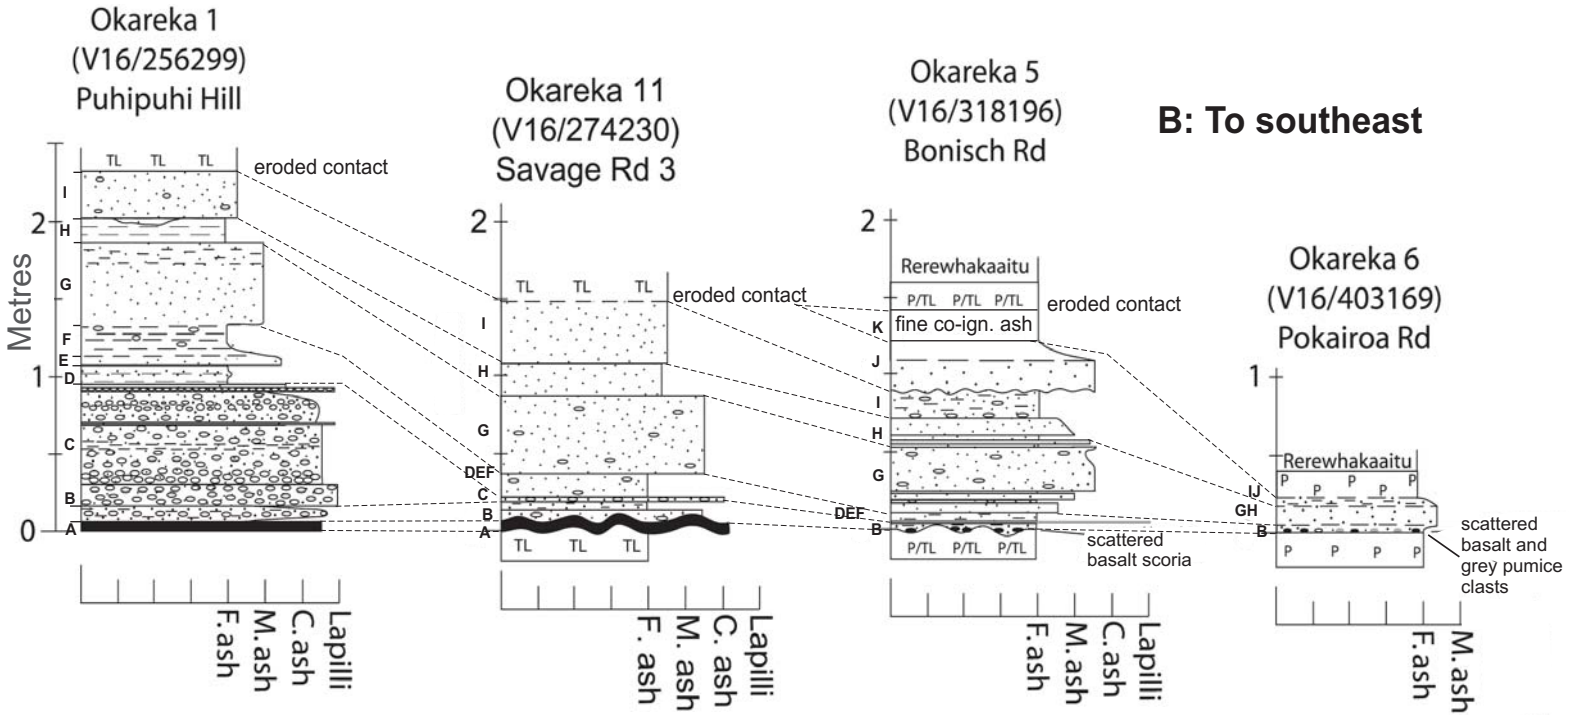 Okareka 1
(V16/256299)
Puhipuhi Hill
Okareka 11
(V16/274230)
Savage Rd 3
Okareka 5
(V16/318196)
Bonisch Rd
B: To southeast
Okareka 6
(V16/403169)
Pokairoa Rd
Metres
2
1
0
TL TL TL
eroded contact
I
H
G
F
E
D
C
B
A
F. ash
M. ash
C. ash
Lapilli
2
TL TL TL
eroded contact
I
H
G
DEF
C
B
A
TL TL TL
F. ash
M. ash
C. ash
Lapilli
2
Rerewhakaaitu
P/TL P/TL P/TL
eroded contact
K
fine co-ign. ash
J
I
H
G
DEF
B
scattered
basalt scoria
P/TL P/TL P/TL
F. ash
M. ash
C. ash
Lapilli
1
Rerewhakaaitu
P P P P
IJ
GH
B
P P P P
scattered
basalt and
grey pumice
clasts
F. ash
M. ash